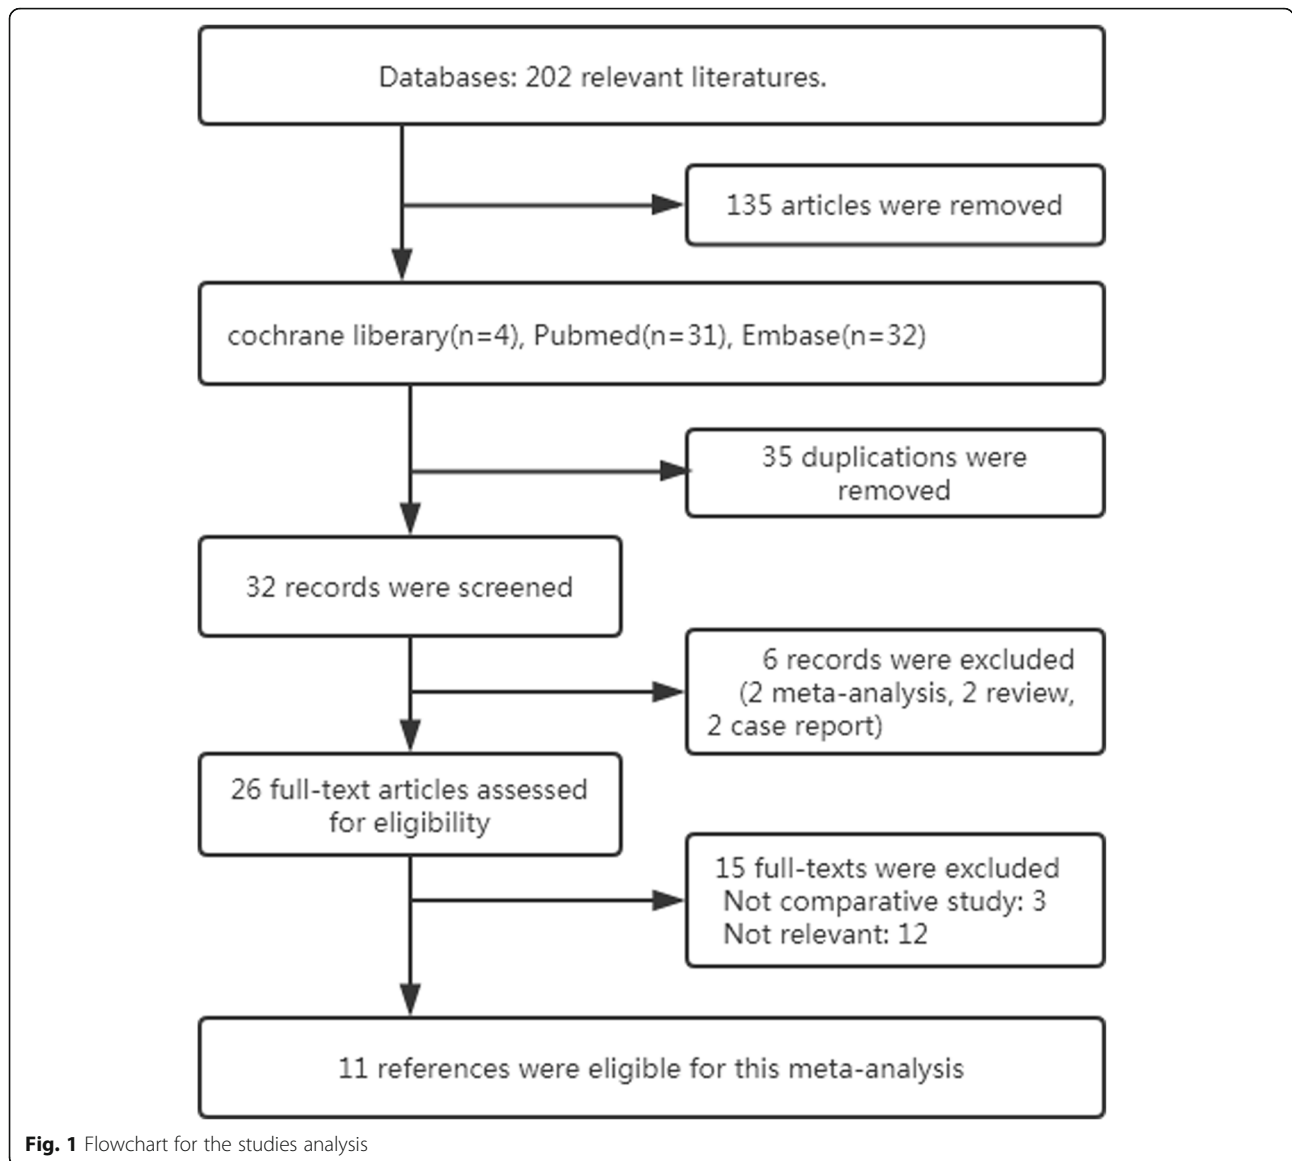 Databases: 202 relevant literatures.
135 articles were removed
cochrane liberary(n=4), Pubmed(n=31), Embase(n=32)
35 duplications were
removed
32 records were screened
6 records were excluded
(2 meta-analysis, 2 review,
2 case report)
26 full-text articles assessed
for eligibility
15 full-texts were excluded
Not comparative study: 3
Not relevant: 12
11 references were eligible for this meta-analysis
Fig. 1 Flowchart for the studies analysis